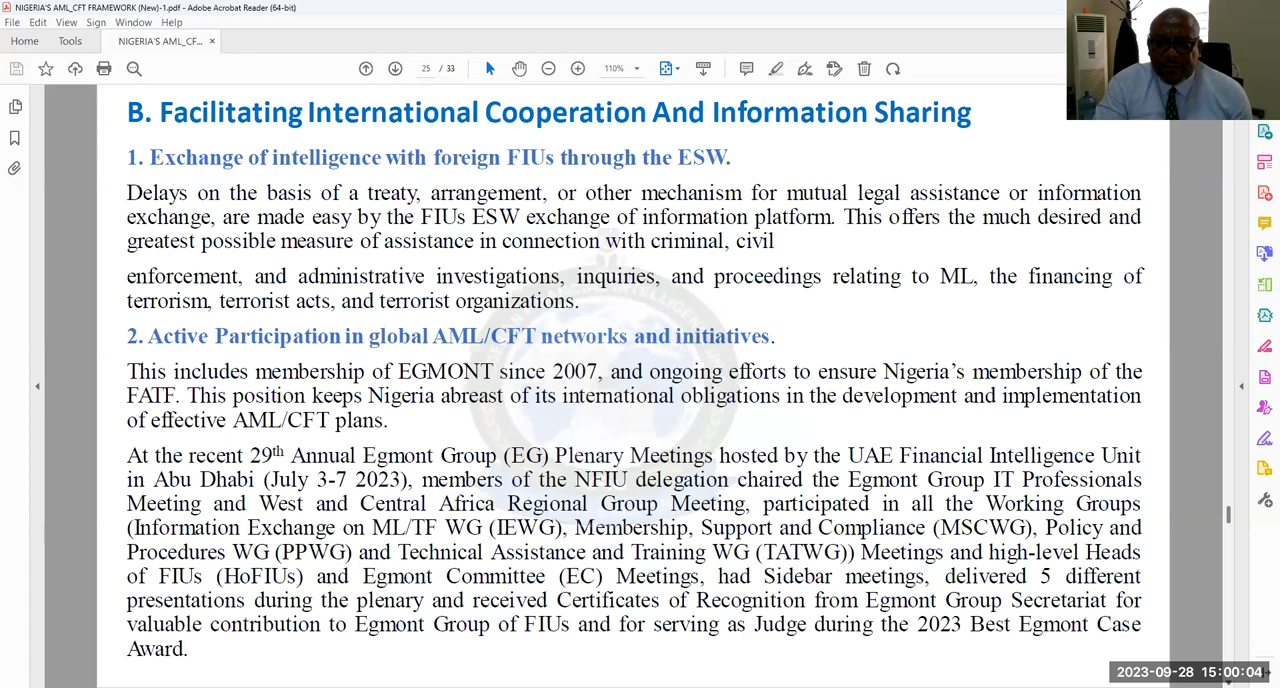 NIGERIA'S AML_CFT FRAMEWORK (New)-1.pdf - Adobe Acrobat Reader (64-bit)
File Edit View Sign Window Help
Home Tools NIGERIA'S AML_CF... ×
25 / 33 110%
B. Facilitating International Cooperation And Information Sharing
1. Exchange of intelligence with foreign FIUs through the ESW.
Delays on the basis of a treaty, arrangement, or other mechanism for mutual legal assistance or information
exchange, are made easy by the FIUs ESW exchange of information platform. This offers the much desired and
greatest possible measure of assistance in connection with criminal, civil
enforcement, and administrative investigations, inquiries, and proceedings relating to ML, the financing of
terrorism, terrorist acts, and terrorist organizations.
2. Active Participation in global AML/CFT networks and initiatives.
This includes membership of EGMONT since 2007, and ongoing efforts to ensure Nigeria's membership of the
FATF. This position keeps Nigeria abreast of its international obligations in the development and implementation
of effective AML/CFT plans.
At the recent 29th Annual Egmont Group (EG) Plenary Meetings hosted by the UAE Financial Intelligence Unit
in Abu Dhabi (July 3-7 2023), members of the NFIU delegation chaired the Egmont Group IT Professionals
Meeting and West and Central Africa Regional Group Meeting, participated in all the Working Groups
(Information Exchange on ML/TF WG (IEWG), Membership, Support and Compliance (MSCWG), Policy and
Procedures WG (PPWG) and Technical Assistance and Training WG (TATWG)) Meetings and high-level Heads
of FIUs (HoFIUs) and Egmont Committee (EC) Meetings, had Sidebar meetings, delivered 5 different
presentations during the plenary and received Certificates of Recognition from Egmont Group Secretariat for
valuable contribution to Egmont Group of FIUs and for serving as Judge during the 2023 Best Egmont Case
Award.
2023-09-28 15:00:04